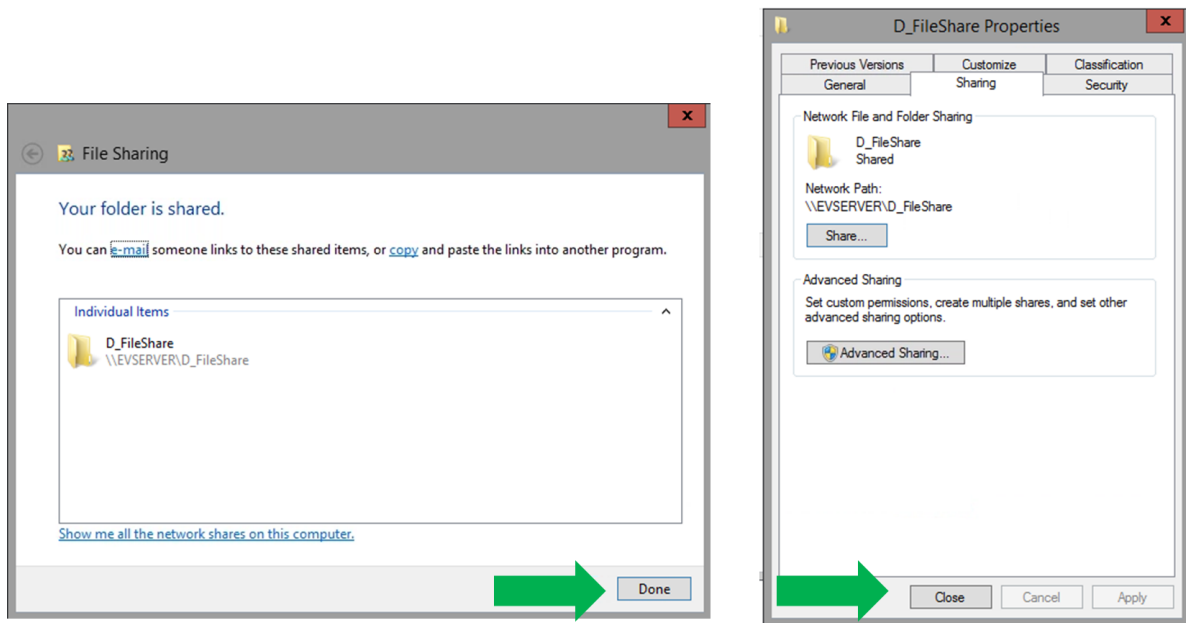 File Sharing
Your folder is shared.
You can e-mail someone links to these shared items, or copy and paste the links into another program.
Individual Items
D_FileShare
\\EVSERVER\D_FileShare
Show me all the network shares on this computer.
Done
D_FileShare Properties
Previous Versions Customize Classification
General Sharing Security
Network File and Folder Sharing
D_FileShare
Shared
Network Path:
\\EVSERVER\D_FileShare
Share...
Advanced Sharing
Set custom permissions, create multiple shares, and set other
advanced sharing options.
Advanced Sharing...
Close Cancel Apply